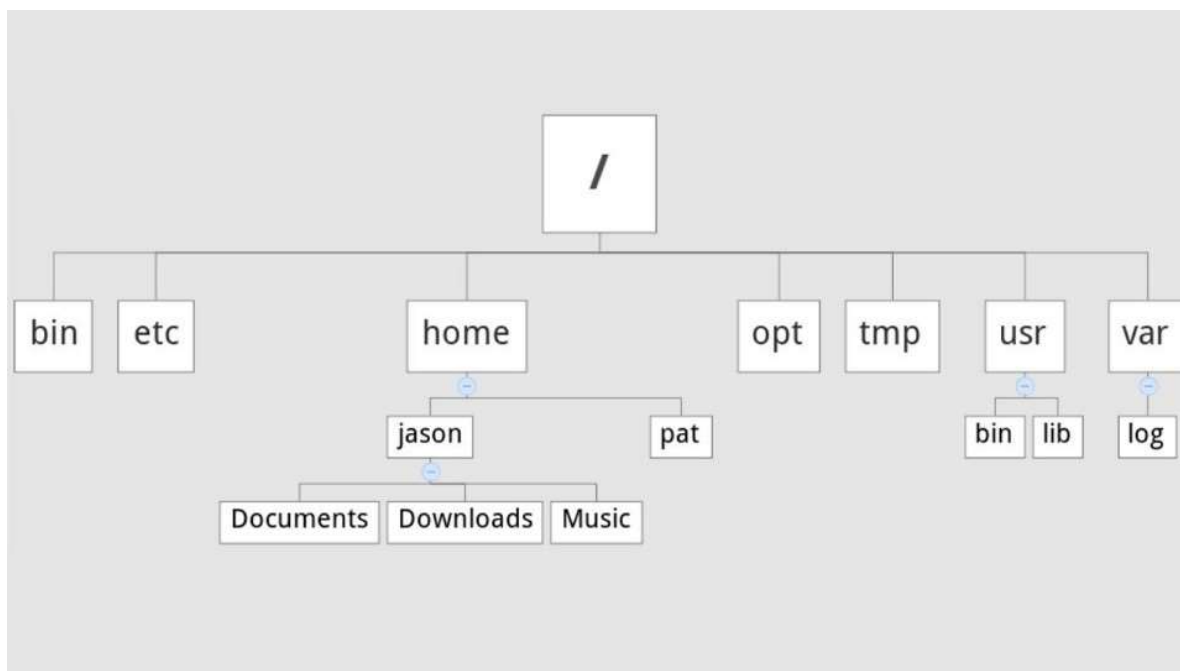 /
bin etc home opt tmp usr var
jason pat bin lib log
Documents Downloads Music